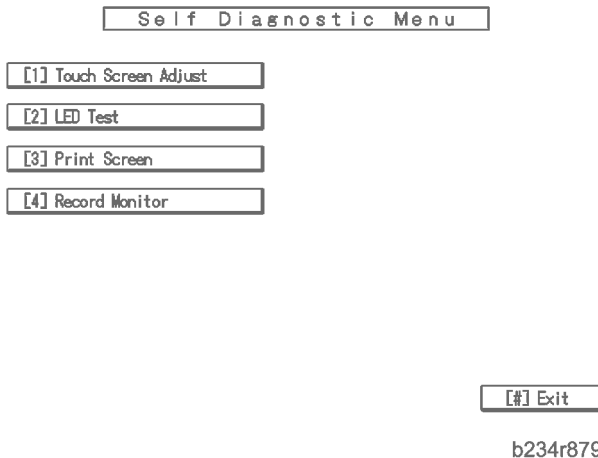 Self Diagnostic Menu
[1] Touch Screen Adjust
[2] LED Test
[3] Print Screen
[4] Record Monitor
[#] Exit
b234r879